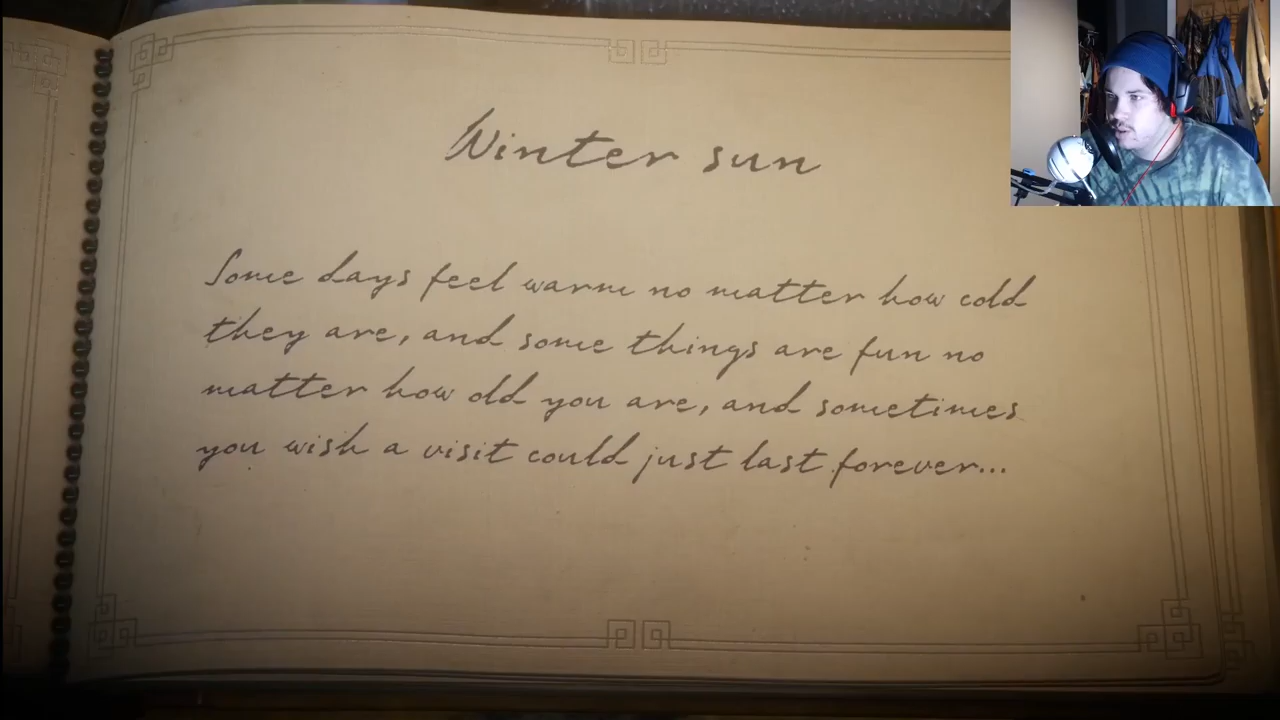 Winter sun
Some days feel warm no matter how cold
they are, and some things are fun no
matter how old you are, and sometimes
you wish a visit could just last forever...